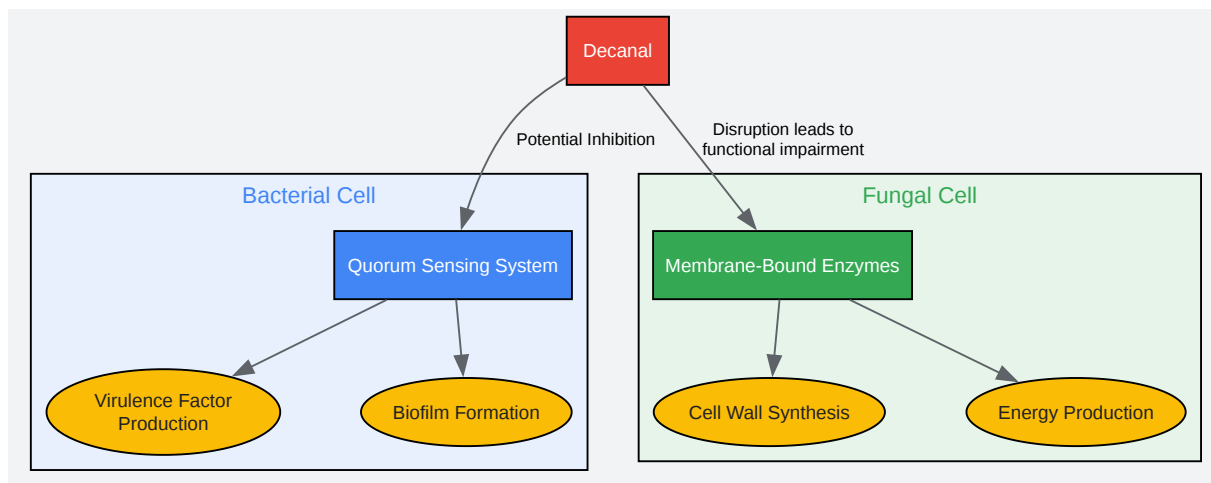 Decanal
Potential Inhibition
Disruption leads to
functional impairment
Bacterial Cell
Quorum Sensing System
Virulence Factor
Production
Biofilm Formation
Fungal Cell
Membrane-Bound Enzymes
Cell Wall Synthesis
Energy Production